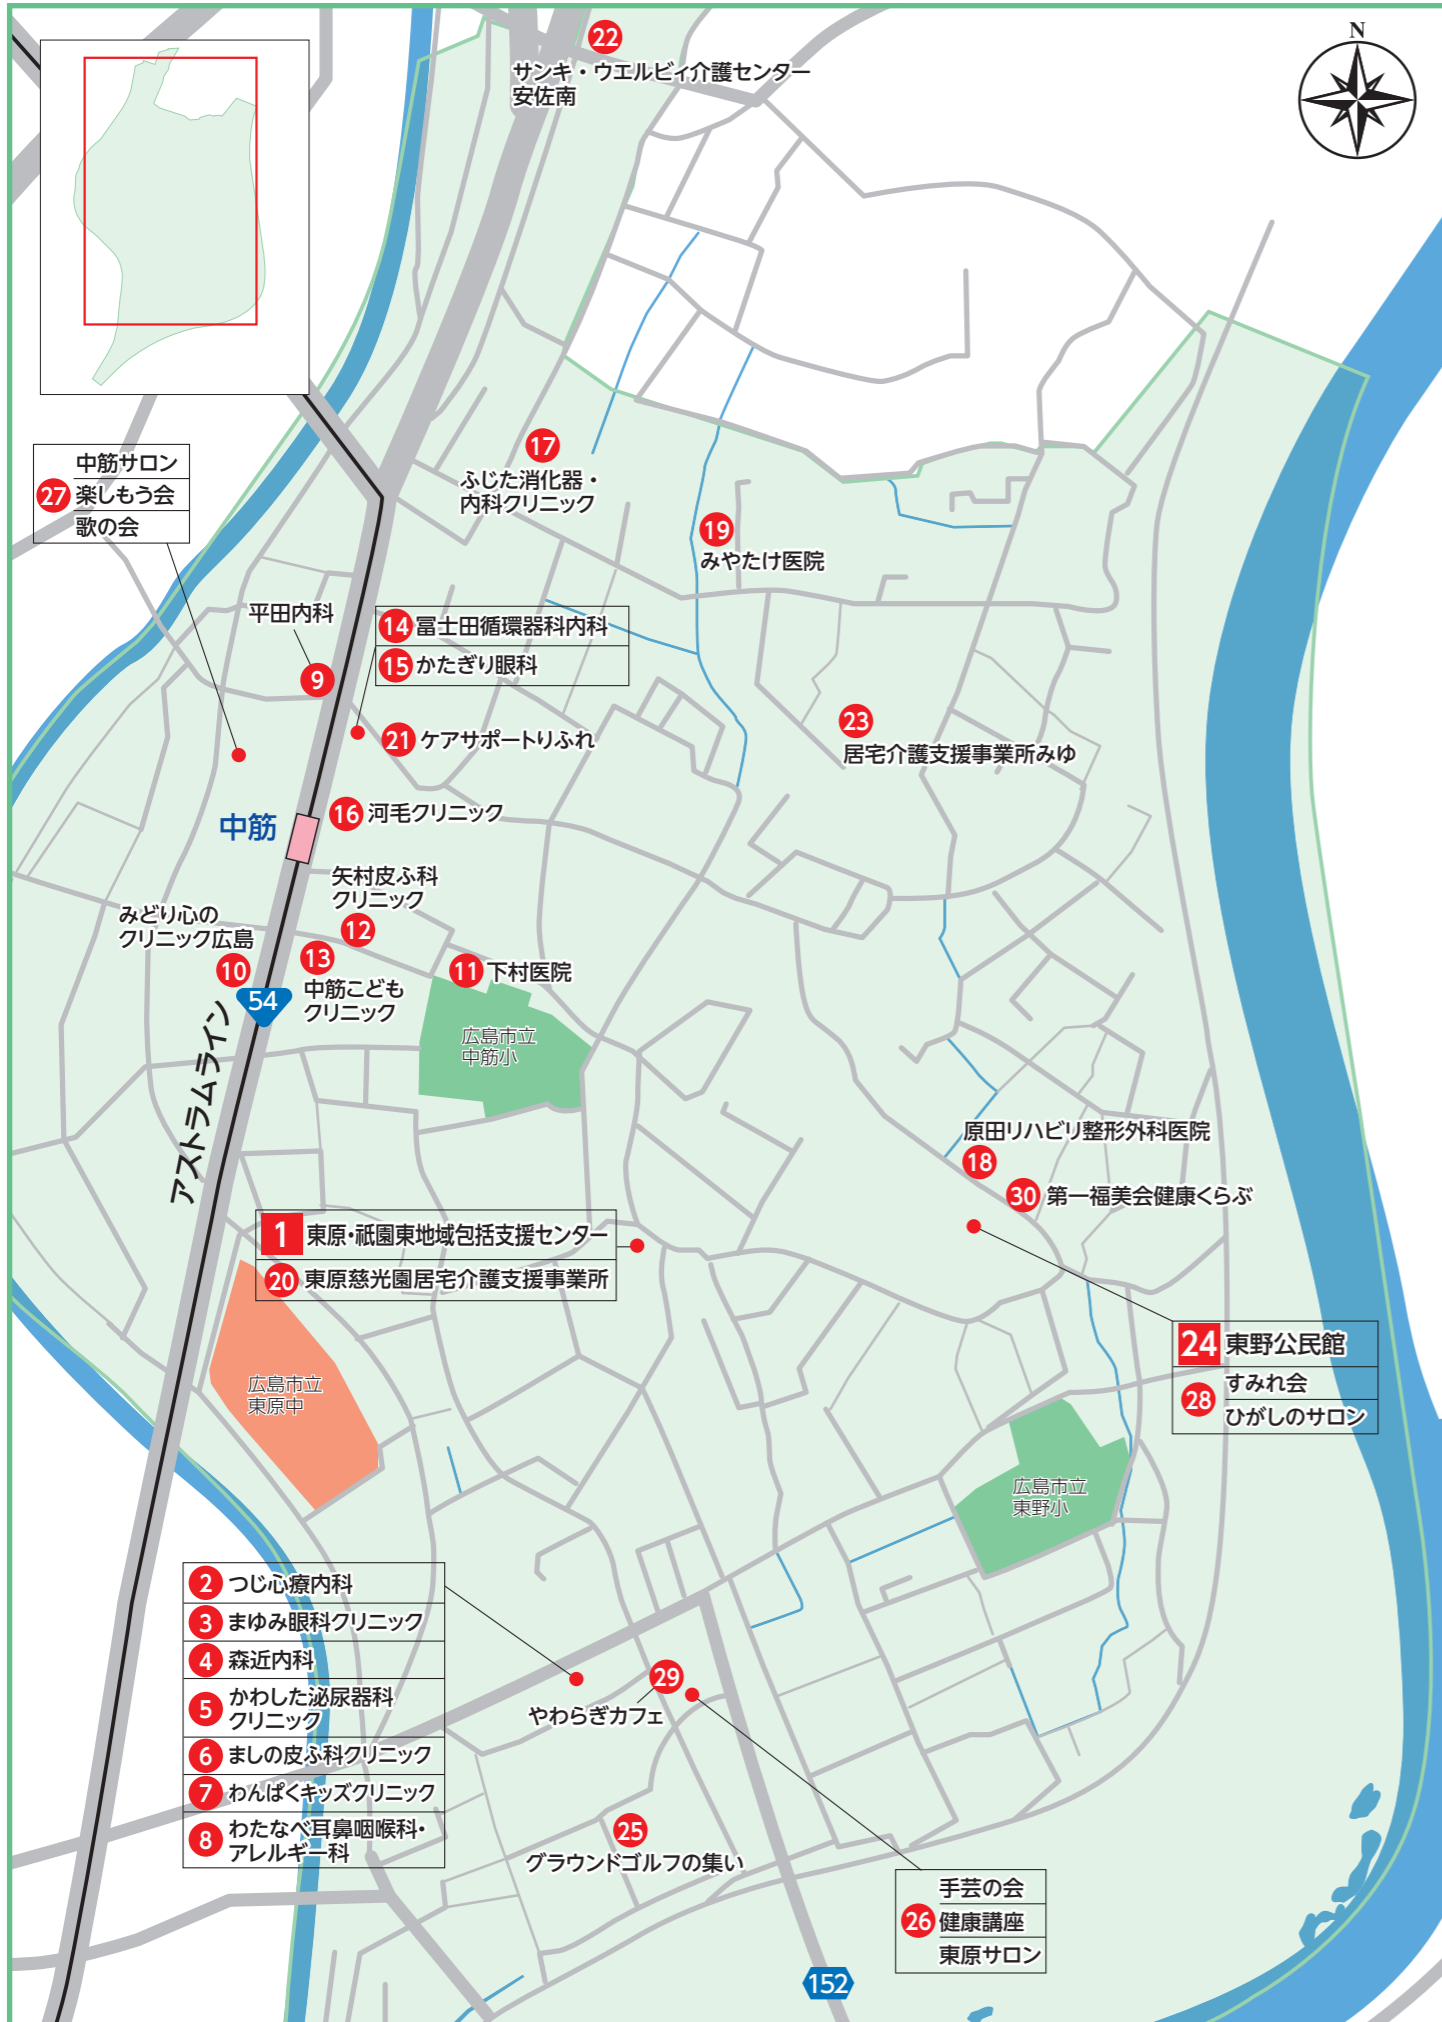 N
22
サンキ・ウエルビィ介護センター
安佐南
17
ふじた消化器・
内科クリニック
中筋サロン
27 楽しもう会
歌の会
19
みやたけ医院
平田内科
9
14 冨士田循環器科内科
15 かたぎり眼科
21 ケアサポートりふれ
23
居宅介護支援事業所みゆ
中筋
16 河毛クリニック
矢村皮ふ科
クリニック
12
みどり心の
クリニック広島
10
13
中筋こども
クリニック
11 下村医院
54
アストラムライン
広島市立
中筋小
原田リハビリ整形外科医院
18
30 第一福美会健康くらぶ
1 東原・祇園東地域包括支援センター
20 東原慈光園居宅介護支援事業所
24 東野公民館
すみれ会
28
ひがしのサロン
広島市立
東原中
広島市立
東野小
2 つじ心療内科
3 まゆみ眼科クリニック
4 森近内科
5 かわした泌尿器科
クリニック
6 ましの皮ふ科クリニック
7 わんぱくキッズクリニック
8 わたなべ耳鼻咽喉科・
アレルギー科
29
やわらぎカフェ
25
グラウンドゴルフの集い
手芸の会
26 健康講座
東原サロン
152